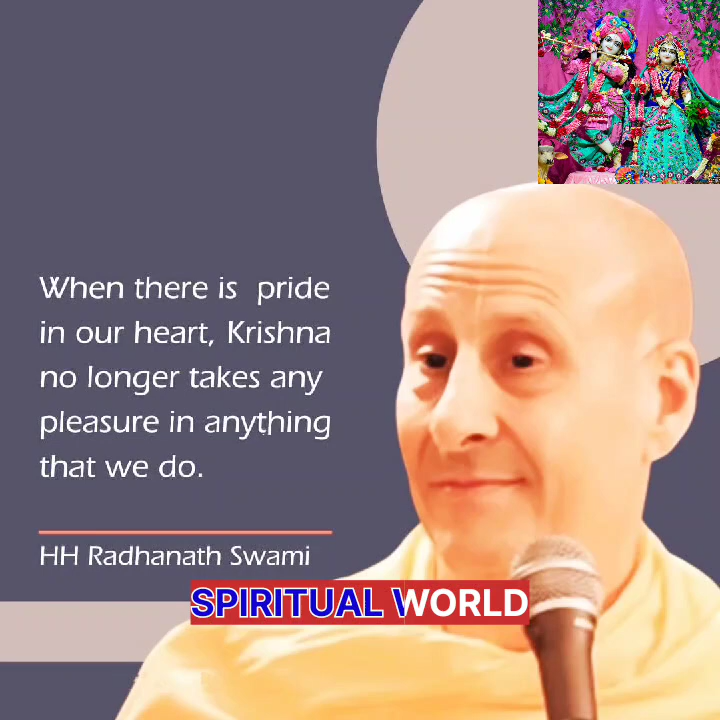 When there is pride
in our heart, Krishna
no longer takes any
pleasure in anything
that we do.
HH Radhanath Swami
SPIRITUAL WORLD